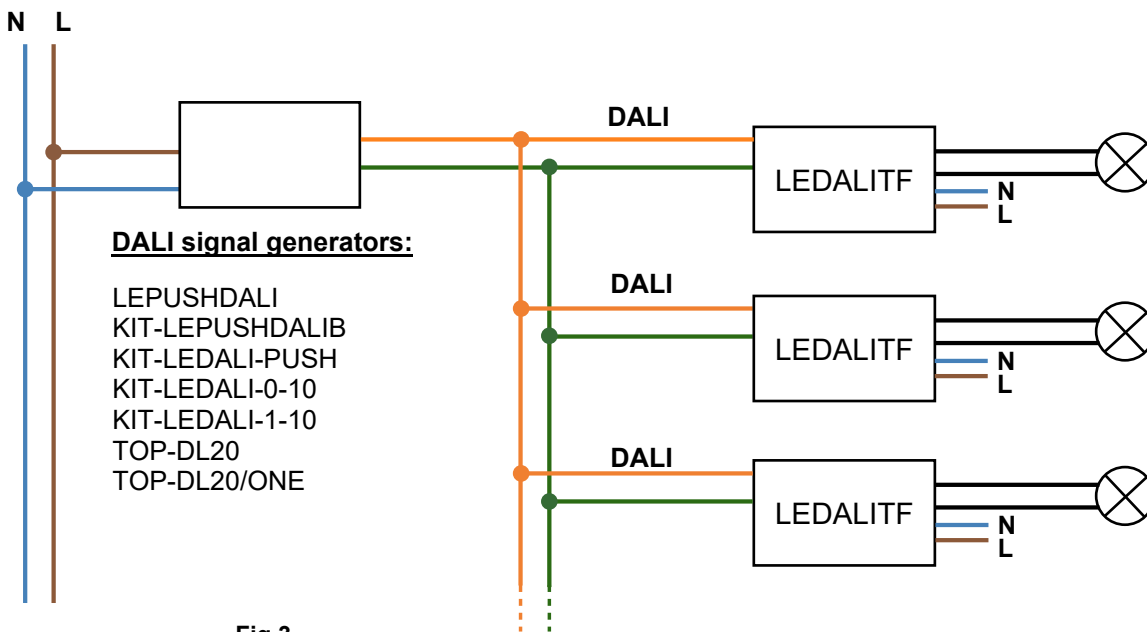 N L
DALI
LEDALITF
N
L
DALI signal generators:
LEPUSHDALI
KIT-LEPUSHDALIB
KIT-LEDALI-PUSH
KIT-LEDALI-0-10
KIT-LEDALI-1-10
TOP-DL20
TOP-DL20/ONE
DALI
LEDALITF
N
L
DALI
LEDALITF
N
L